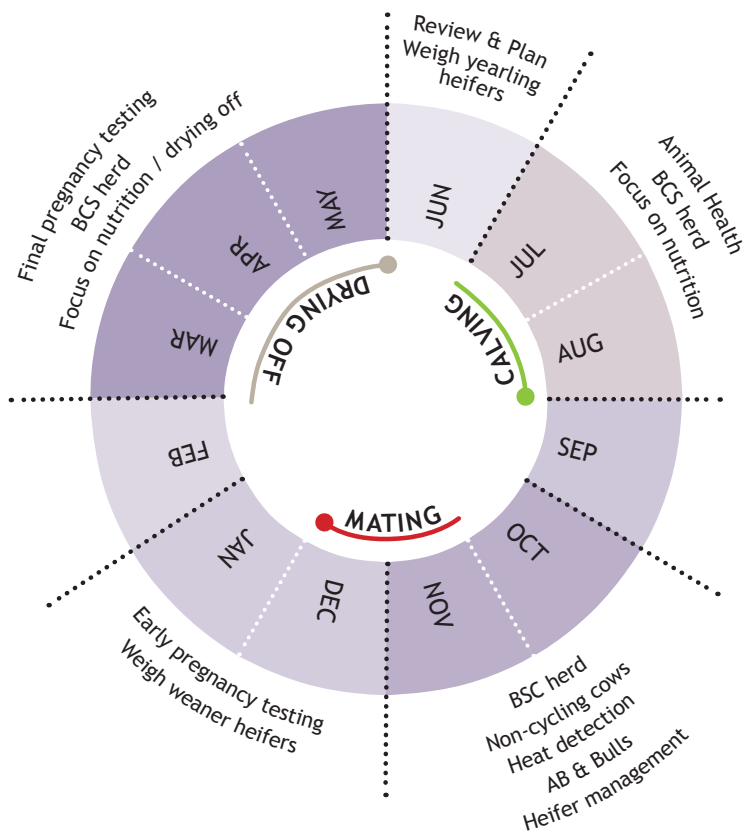 Review & Plan
Weigh yearling
heifers
Animal Health
BCS herd
Focus on nutrition
BSC herd
Non-cycling cows
Heat detection
AB & Bulls
Heifer management
Early pregnancy testing
Weigh weaner heifers
Final pregnancy testing
BCS herd
Focus on nutrition / drying off
JUN
JUL
AUG
SEP
OCT
NOV
DEC
JAN
FEB
MAR
APR
MAY
CALVING
MATING
DRYING OFF